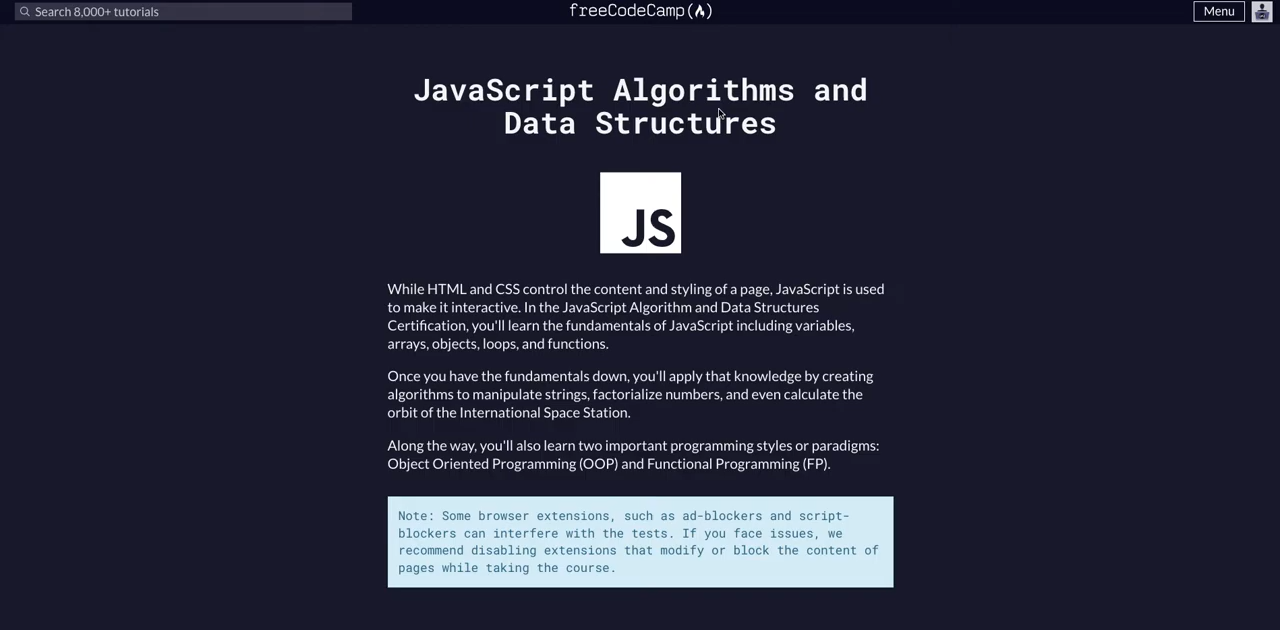 Search 8,000+ tutorials
freeCodeCamp
Menu
JavaScript Algorithms and
Data Structures
JS
While HTML and CSS control the content and styling of a page, JavaScript is used
to make it interactive. In the JavaScript Algorithm and Data Structures
Certification, you'll learn the fundamentals of JavaScript including variables,
arrays, objects, loops, and functions.
Once you have the fundamentals down, you'll apply that knowledge by creating
algorithms to manipulate strings, factorialize numbers, and even calculate the
orbit of the International Space Station.
Along the way, you'll also learn two important programming styles or paradigms:
Object Oriented Programming (OOP) and Functional Programming (FP).
Note: Some browser extensions, such as ad-blockers and script-
blockers can interfere with the tests. If you face issues, we
recommend disabling extensions that modify or block the content of
pages while taking the course.